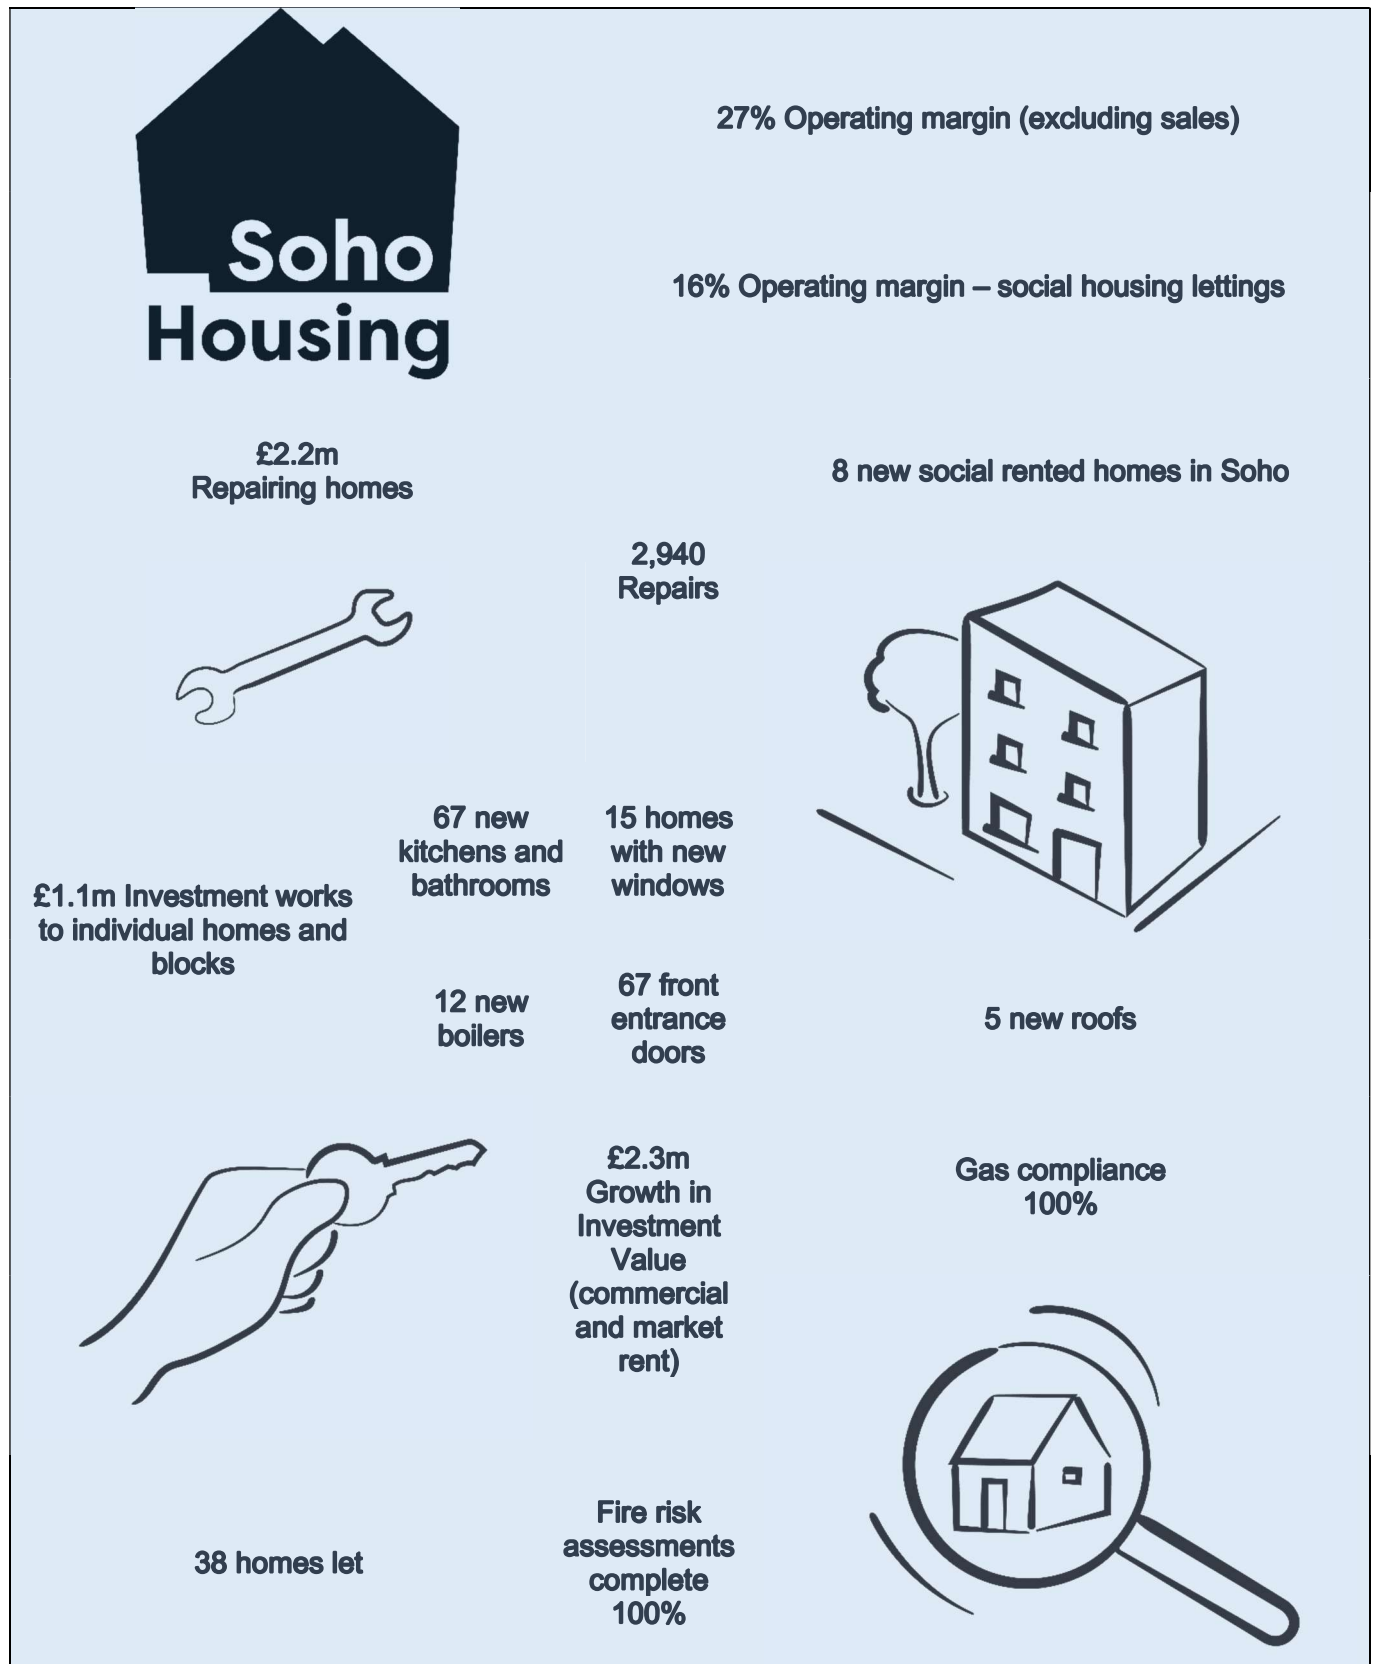 Soho
Housing
27% Operating margin (excluding sales)
16% Operating margin – social housing lettings
£2.2m
Repairing homes
8 new social rented homes in Soho
2,940
Repairs
67 new
kitchens and
bathrooms
15 homes
with new
windows
£1.1m Investment works
to individual homes and
blocks
12 new
boilers
67 front
entrance
doors
5 new roofs
£2.3m
Growth in
Investment
Value
(commercial
and market
rent)
Gas compliance
100%
38 homes let
Fire risk
assessments
complete
100%